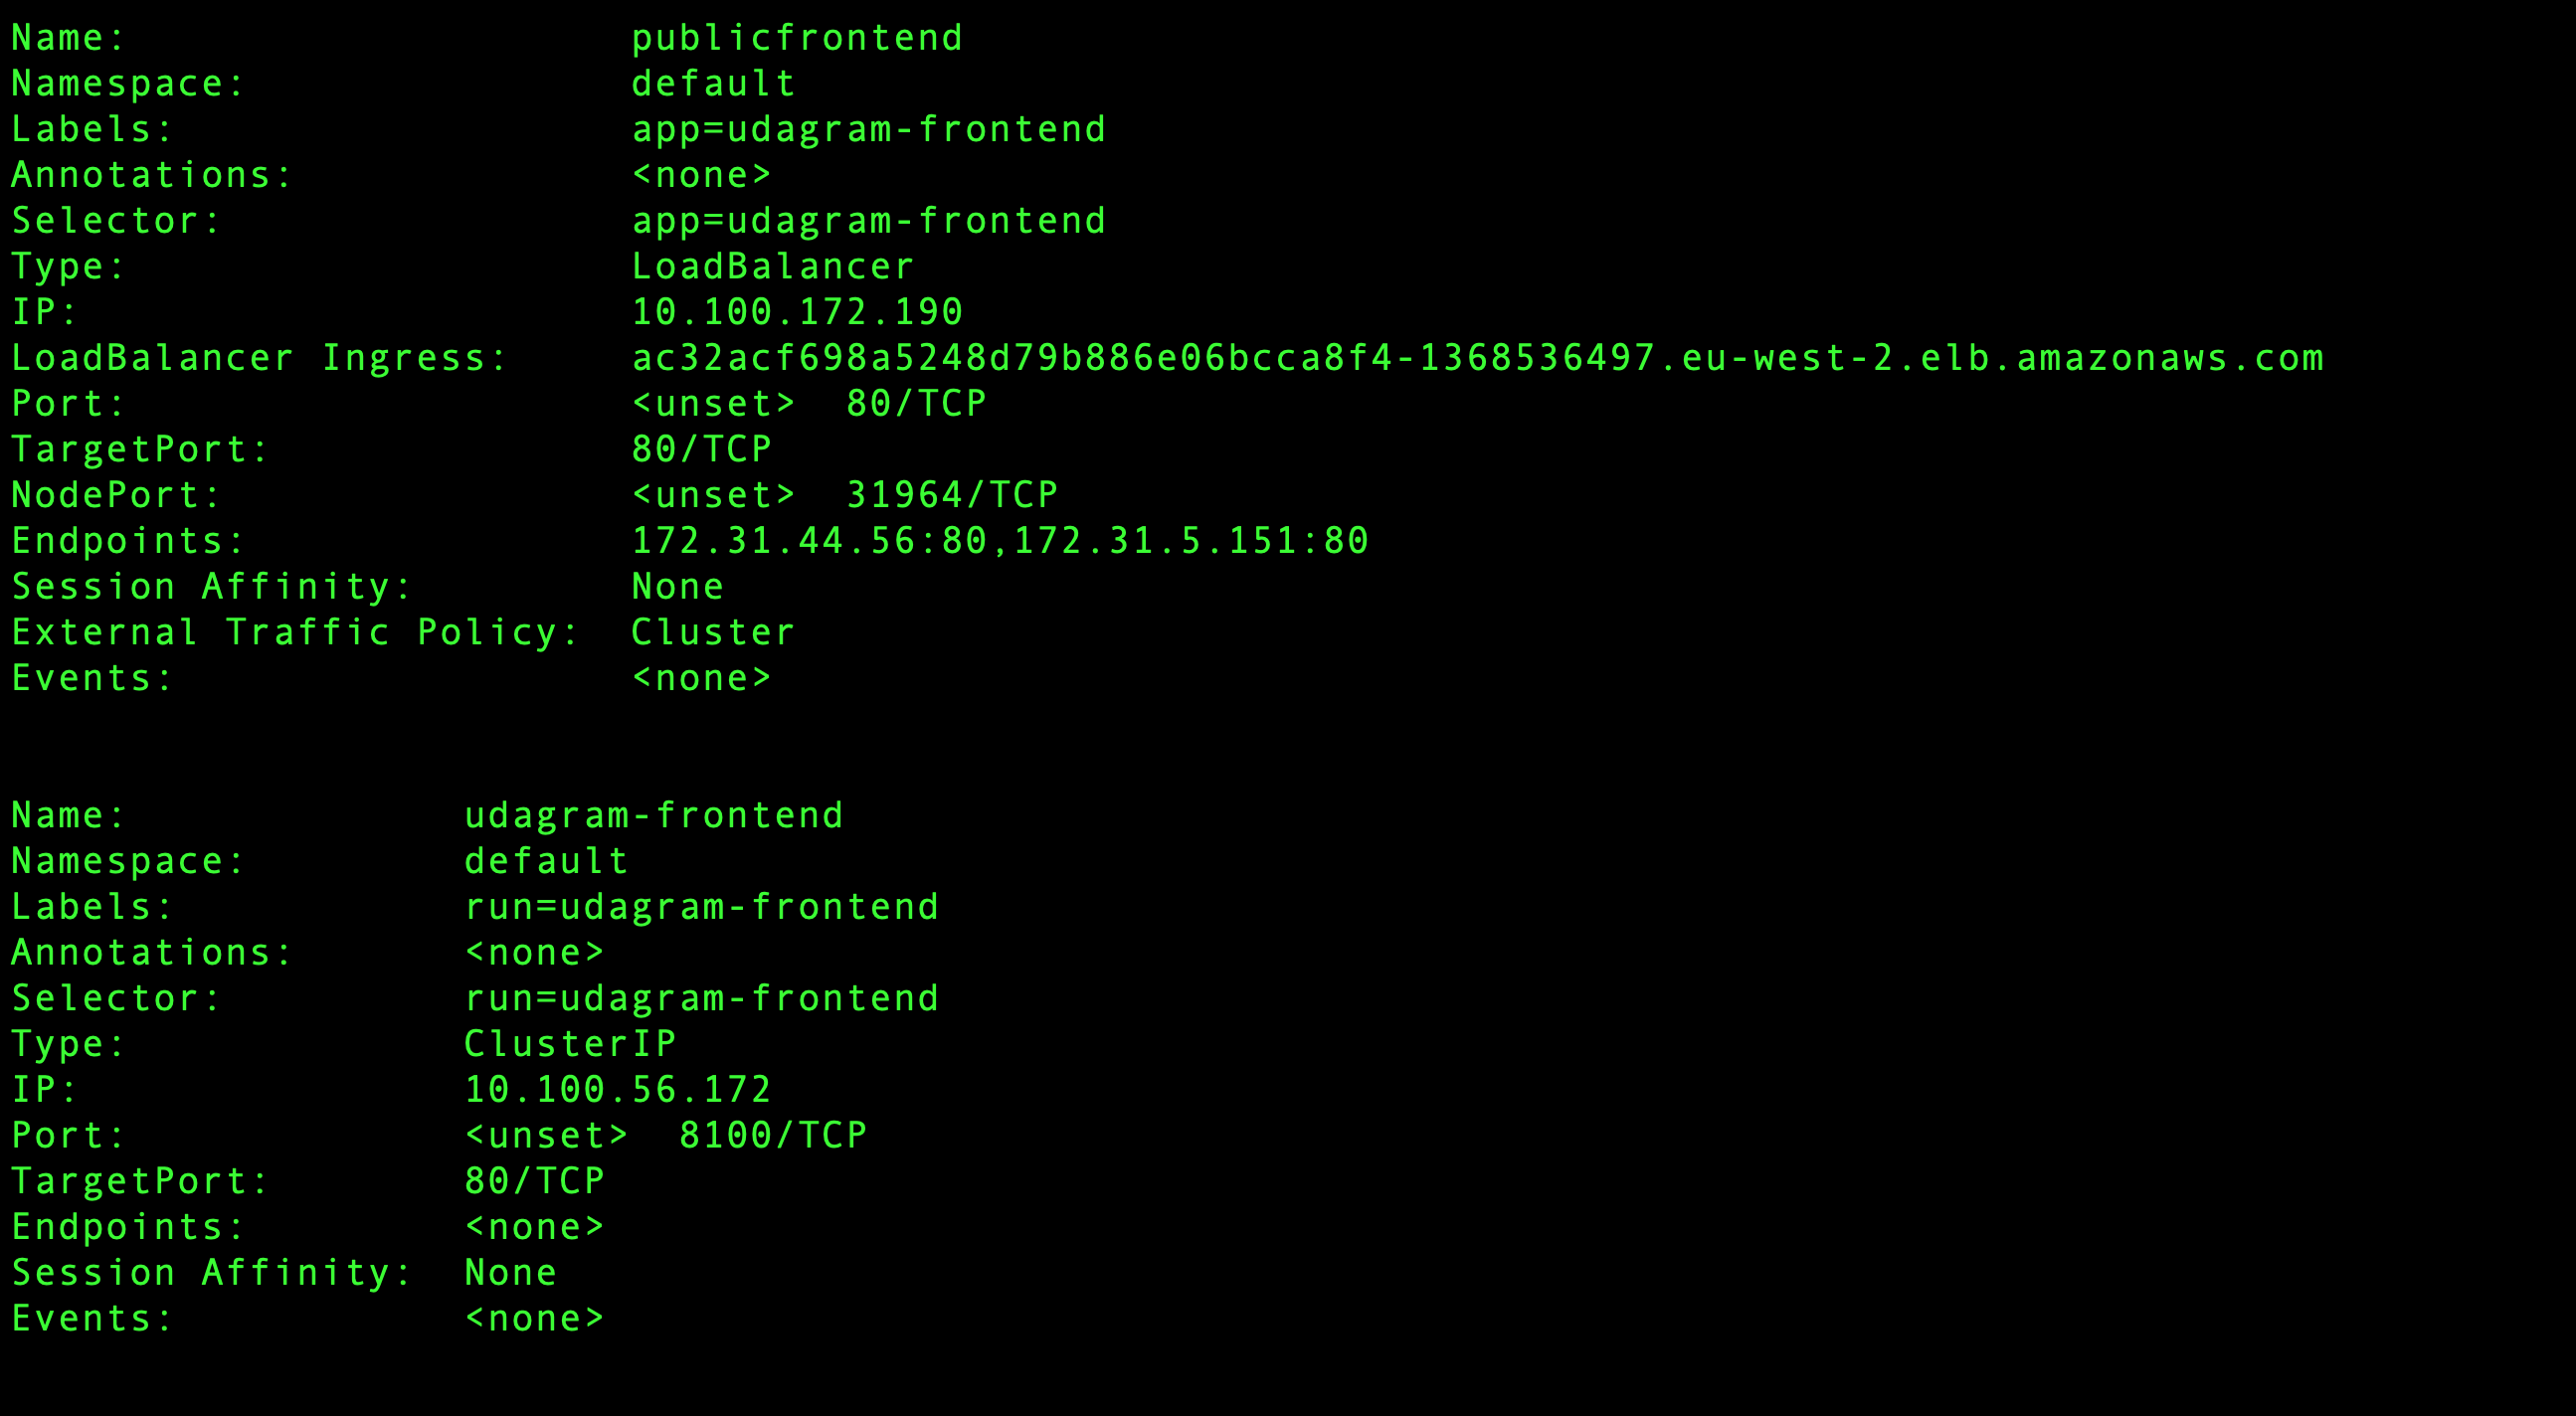 Name:                     publicfrontend
Namespace:                default
Labels:                   app=udagram-frontend
Annotations:              <none>
Selector:                 app=udagram-frontend
Type:                     LoadBalancer
IP:                       10.100.172.190
LoadBalancer Ingress:     ac32acf698a5248d79b886e06bcca8f4-1368536497.eu-west-2.elb.amazonaws.com
Port:                     <unset>  80/TCP
TargetPort:               80/TCP
NodePort:                 <unset>  31964/TCP
Endpoints:                172.31.44.56:80,172.31.5.151:80
Session Affinity:         None
External Traffic Policy:  Cluster
Events:                   <none>

Name:              udagram-frontend
Namespace:         default
Labels:            run=udagram-frontend
Annotations:       <none>
Selector:          run=udagram-frontend
Type:              ClusterIP
IP:                10.100.56.172
Port:              <unset>  8100/TCP
TargetPort:        80/TCP
Endpoints:         <none>
Session Affinity:  None
Events:            <none>